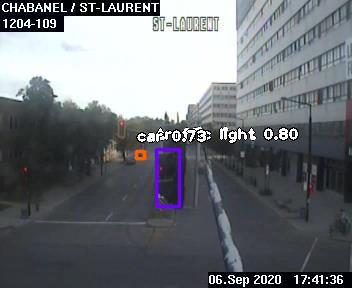 CHABANEL / ST-LAURENT
1204-109
ST-LAURENT
car 0.73
traffic light 0.80
06.Sep 2020 17:41:36